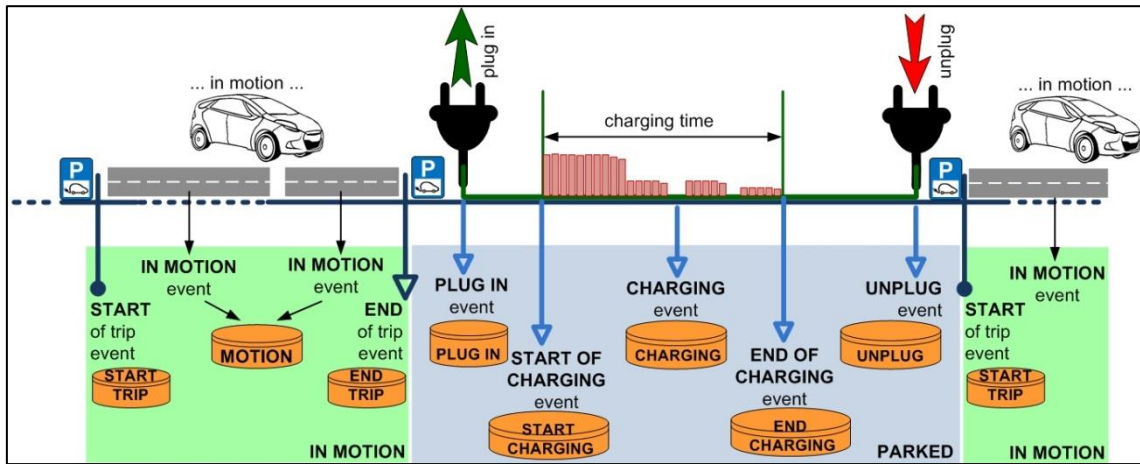 ... in motion ...
P
plug in
charging time
unplug
... in motion ...
P
P
IN MOTION
event
IN MOTION
event
START
of trip
event
END
of trip
event
MOTION
START
TRIP
END
TRIP
IN MOTION
PLUG IN
event
PLUG IN
START OF
CHARGING
event
START
CHARGING
CHARGING
event
CHARGING
END OF
CHARGING
event
END
CHARGING
UNPLUG
event
UNPLUG
PARKED
IN MOTION
event
START
of trip
event
START
TRIP
IN MOTION